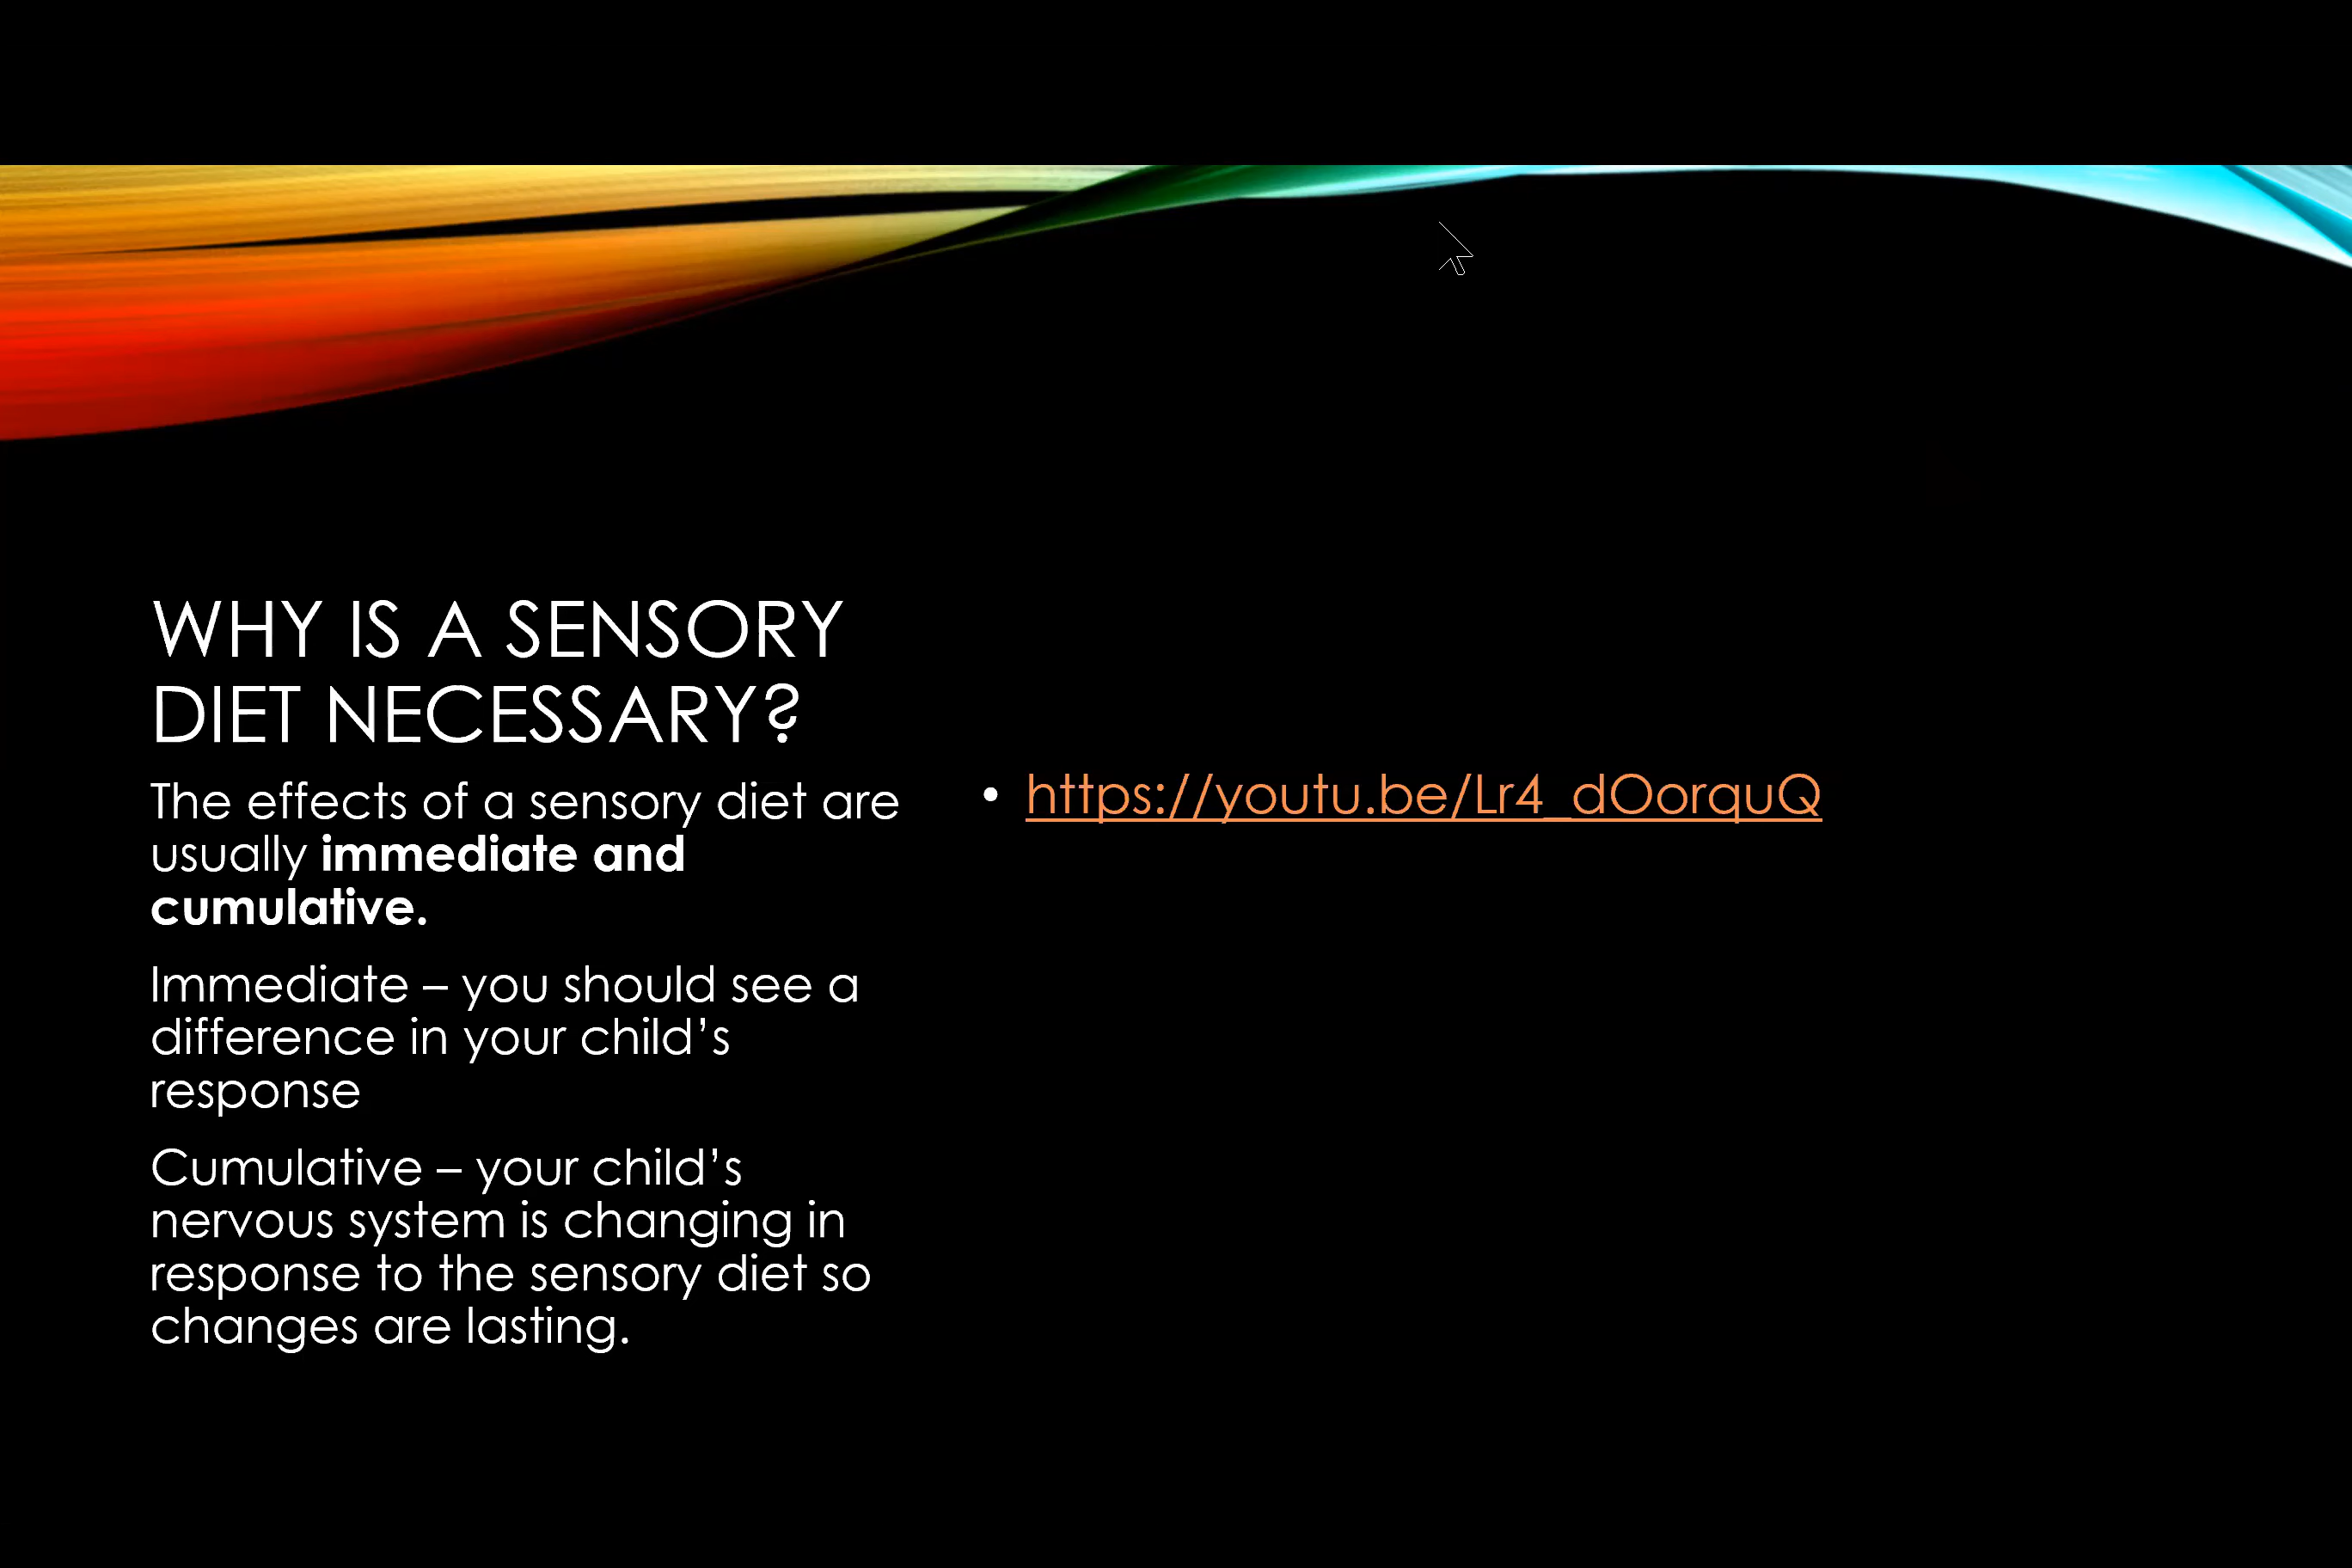 WHY IS A SENSORY
DIET NECESSARY?
The effects of a sensory diet are
usually immediate and
cumulative.
Immediate – you should see a
difference in your child’s
response
Cumulative – your child’s
nervous system is changing in
response to the sensory diet so
changes are lasting.
• https://youtu.be/Lr4_dOorquQ